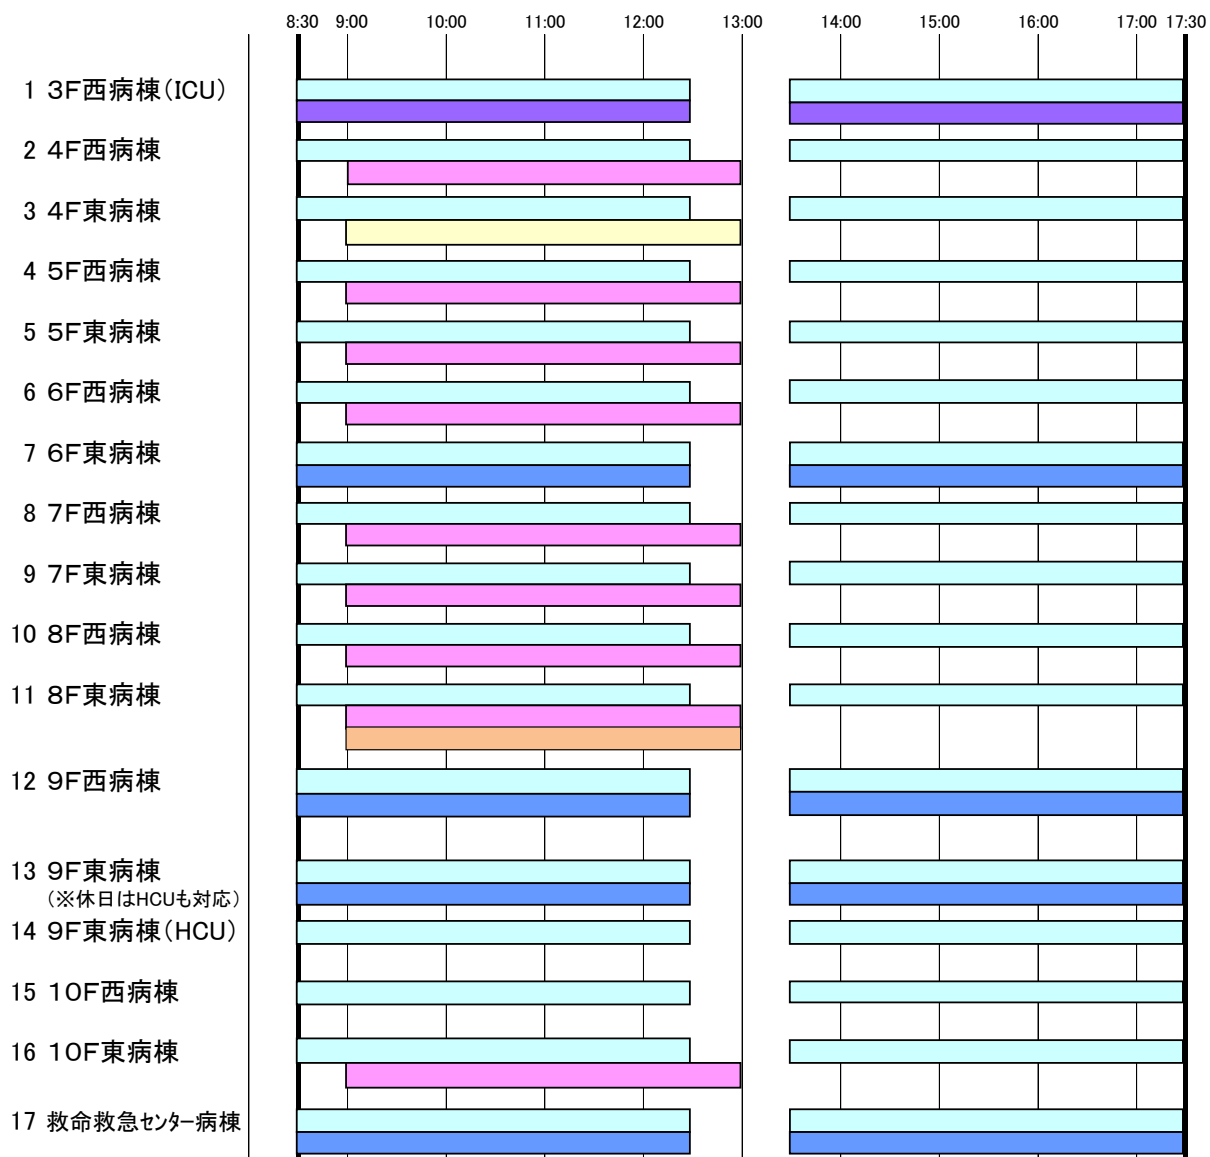 8:30 9:00 10:00 11:00 12:00 13:00 14:00 15:00 16:00 17:00 17:30
1 3F西病棟(ICU)
2 4F西病棟
3 4F東病棟
4 5F西病棟
5 5F東病棟
6 6F西病棟
7 6F東病棟
8 7F西病棟
9 7F東病棟
10 8F西病棟
11 8F東病棟
12 9F西病棟
13 9F東病棟
(※休日はHCUも対応)
14 9F東病棟(HCU)
15 10F西病棟
16 10F東病棟
17 救命救急センター病棟